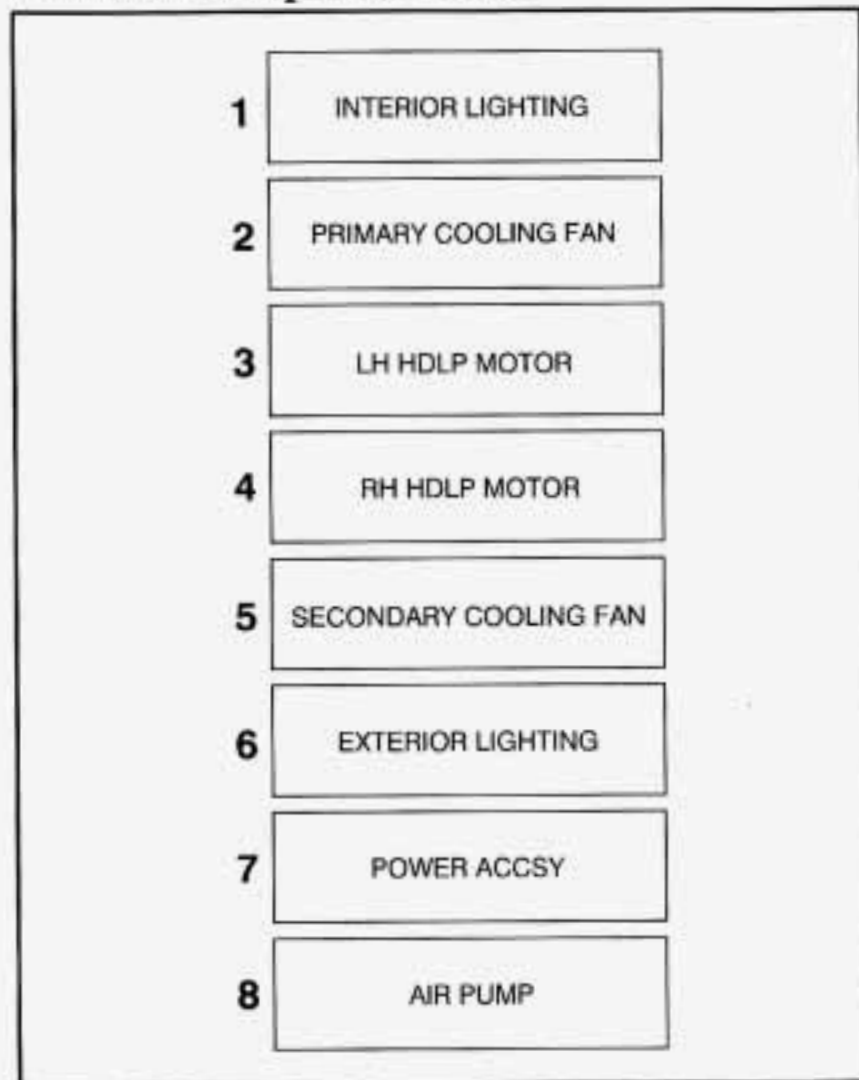 1 INTERIOR LIGHTING
2 PRIMARY COOLING FAN
3 LH HDLP MOTOR
4 RH HDLP MOTOR
5 SECONDARY COOLING FAN
6 EXTERIOR LIGHTING
7 POWER ACCSY
8 AIR PUMP